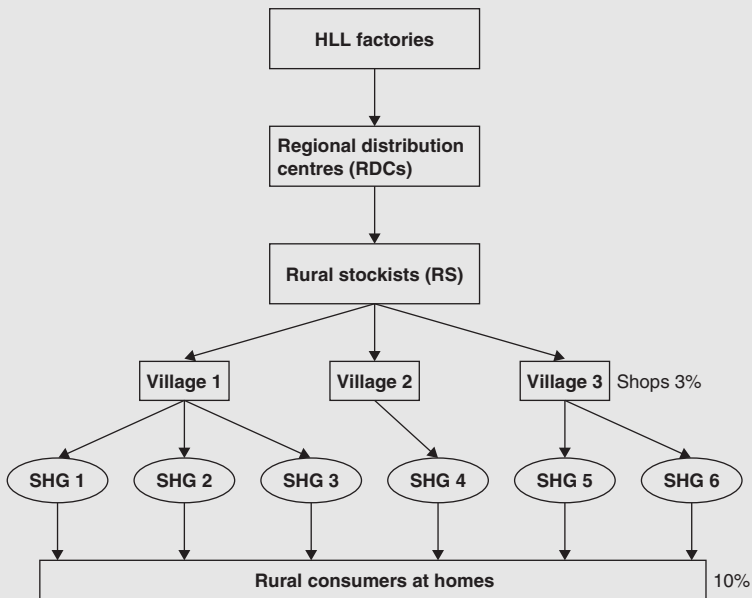 HLL factories
Regional distribution
centres (RDCs)
Rural stockists (RS)
Village 1
Village 2
Village 3
Shops 3%
SHG 1
SHG 2
SHG 3
SHG 4
SHG 5
SHG 6
Rural consumers at homes
10%